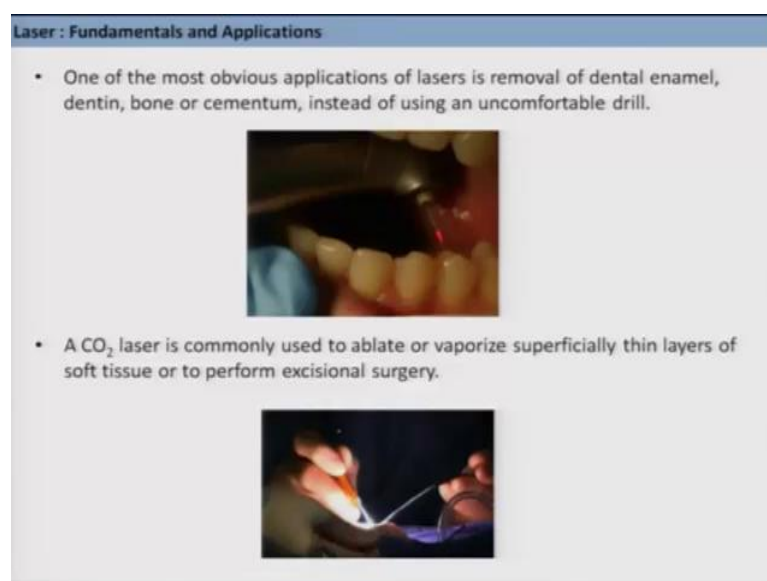 Laser : Fundamentals and Applications
• One of the most obvious applications of lasers is removal of dental enamel,
dentin, bone or cementum, instead of using an uncomfortable drill.
• A CO₂ laser is commonly used to ablate or vaporize superficially thin layers of
soft tissue or to perform excisional surgery.